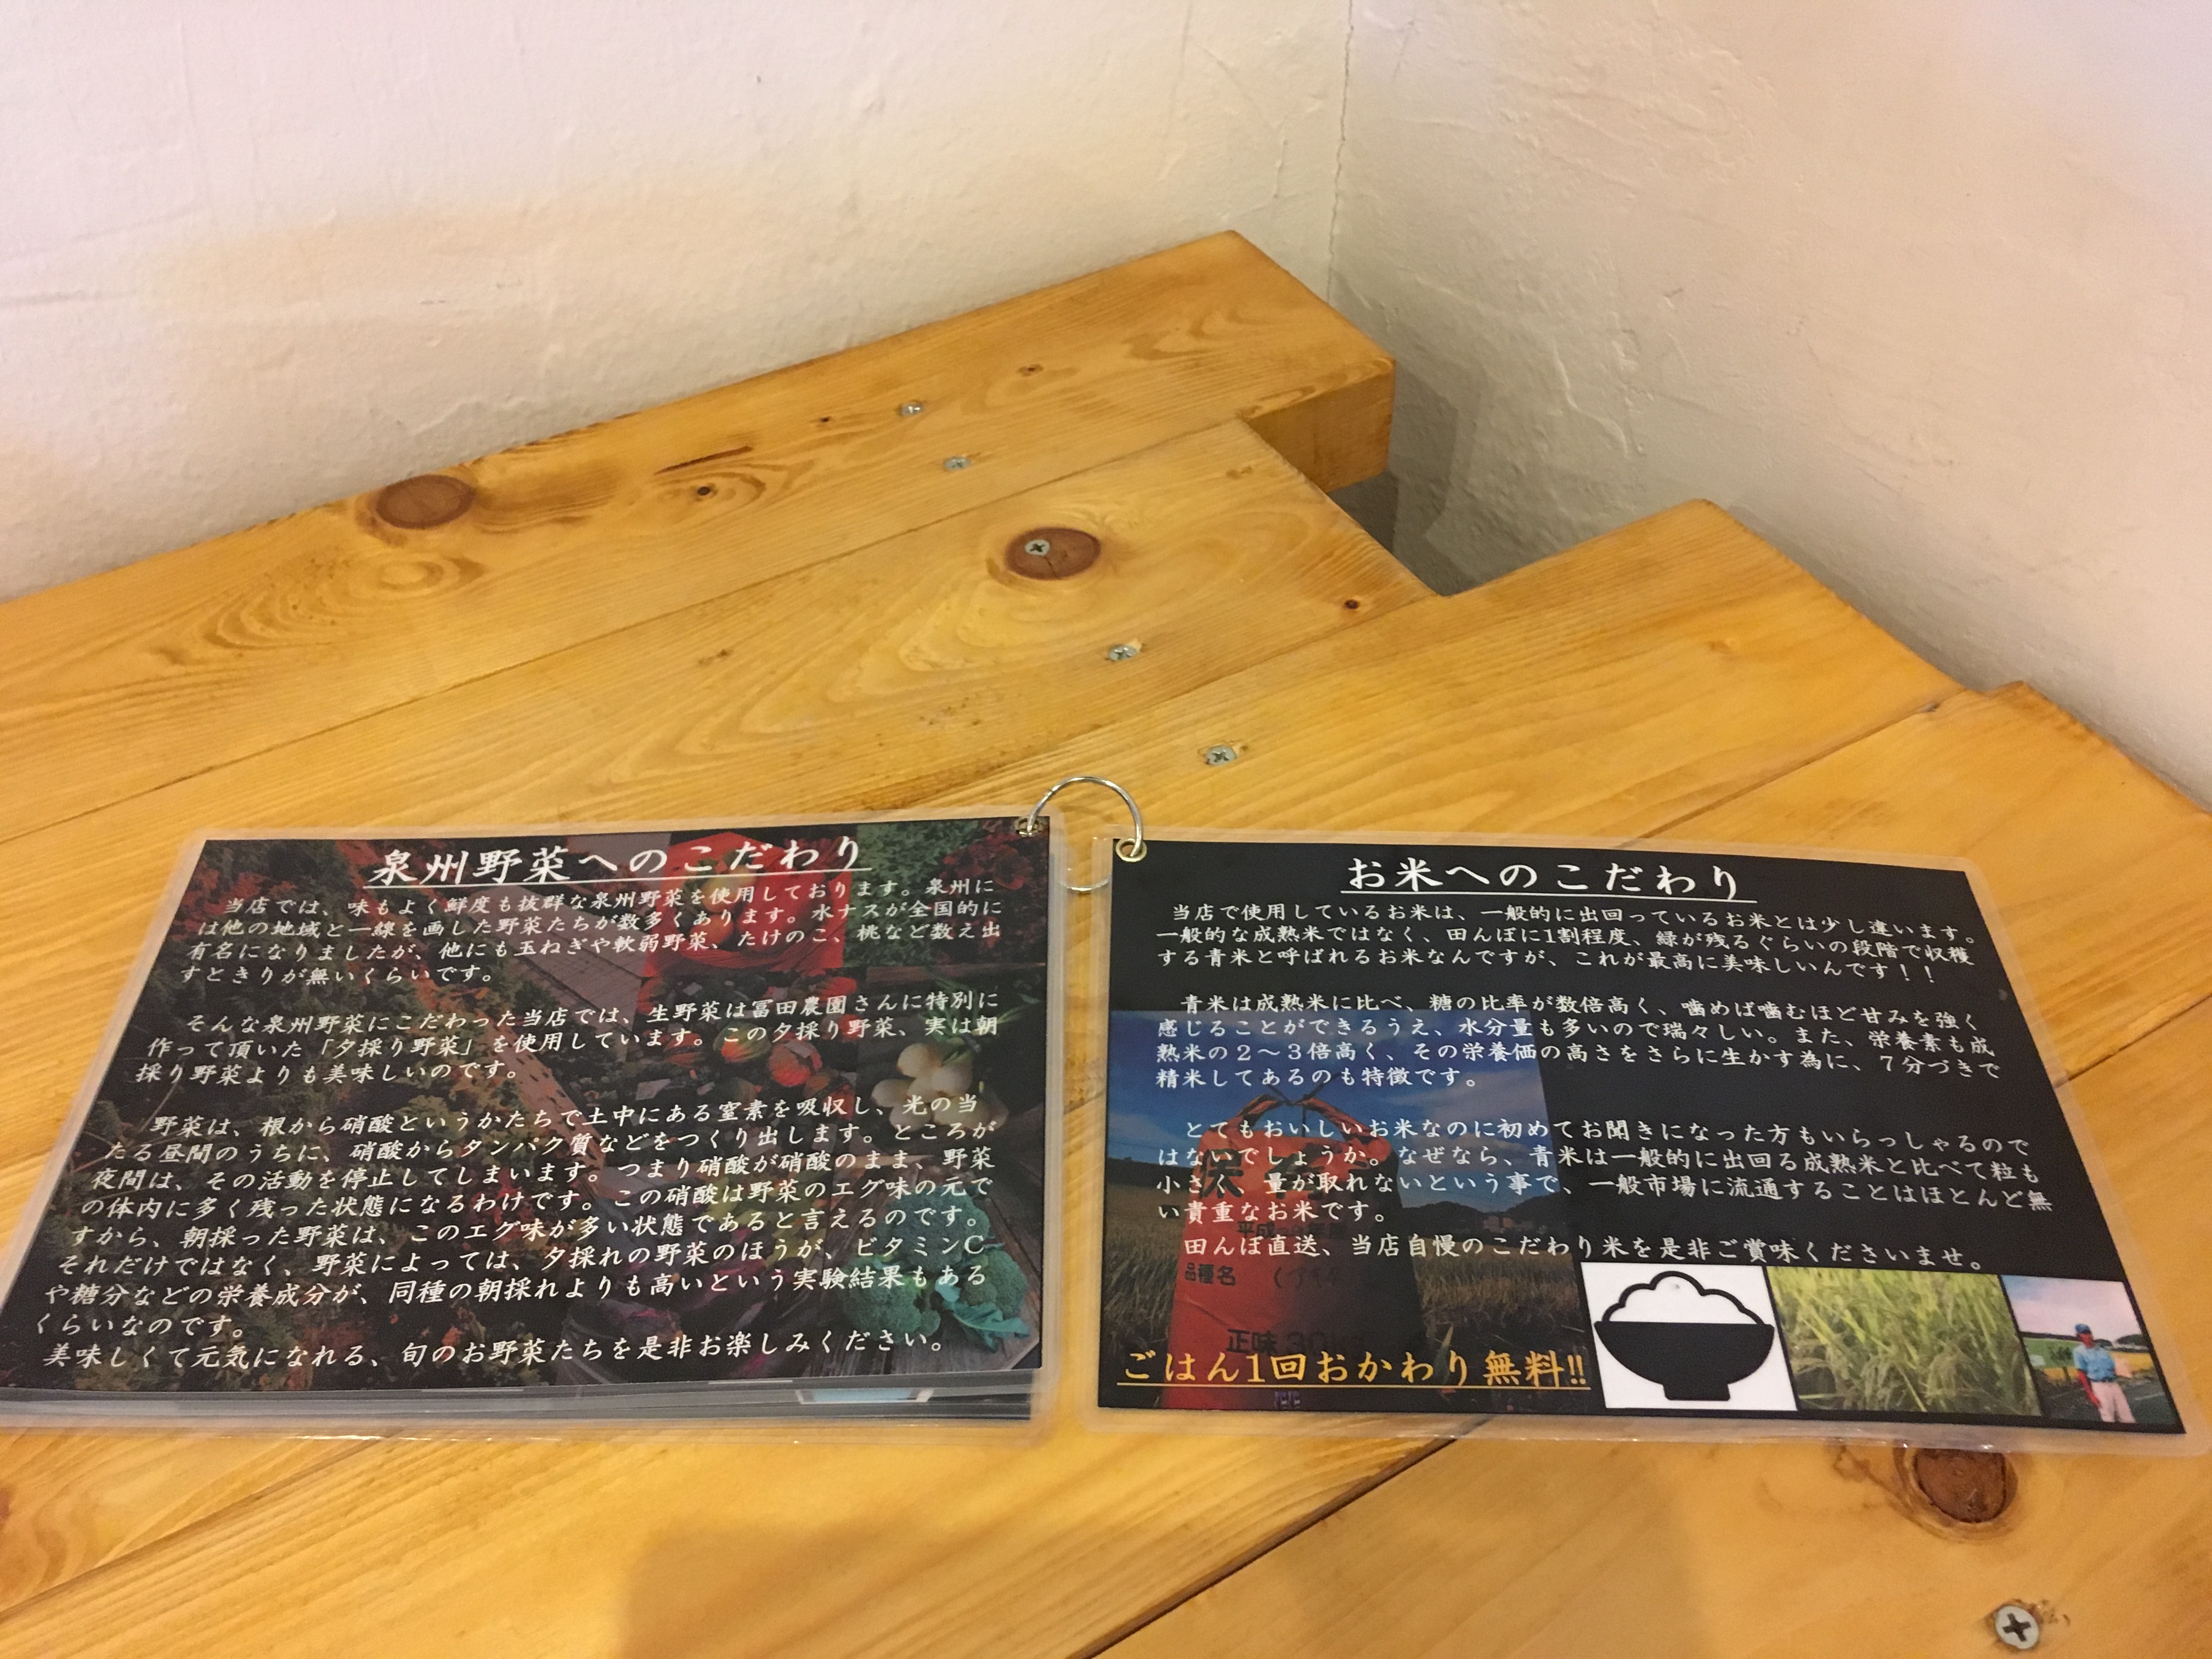 泉州野菜へのこだわり
当店では、味もよく鮮度も抜群な泉州野菜を使用しております。泉州に
は他の地域と一線を画した野菜たちが数多くあります。水ナスが全国的に
有名になりましたが、他にも玉ねぎや軟弱野菜、たけのこ、桃など数え出
すときりが無いくらいです。
そんな泉州野菜にこだわった当店では、生野菜は冨田農園さんに特別に
作って頂いた「夕採り野菜」を使用しています。この夕採り野菜、実は朝
採り野菜よりも美味しいのです。
野菜は、根から硝酸というかたちで土中にある窒素を吸収し、光の当
たる昼間のうちに、硝酸からタンパク質などをつくり出します。ところが
夜間は、その活動を停止してしまいます。つまり硝酸が硝酸のまま、野菜
の体内に多く残った状態になるわけです。この硝酸は野菜のエグ味の元で
すから、朝採った野菜は、このエグ味が多い状態であると言えるのです。
それだけではなく、野菜によっては、夕採れの野菜のほうが、ビタミンC
や糖分などの栄養成分が、同種の朝採れよりも高いという実験結果もある
くらいなのです。
美味しくて元気になれる、旬のお野菜たちを是非お楽しみください。
お米へのこだわり
当店で使用しているお米は、一般的に出回っているお米とは少し違います。
一般的な成熟米ではなく、田んぼに1割程度、緑が残るぐらいの段階で収穫
する青米と呼ばれるお米なんですが、これが最高に美味しいんです！！
青米は成熟米に比べ、糖の比率が数倍高く、噛めば噛むほど甘みを強く
感じることができるうえ、水分量も多いので瑞々しい。また、栄養素も成
熟米の２～３倍高く、その栄養価の高さをさらに生かす為に、７分づきで
精米してあるのも特徴です。
とてもおいしいお米なのに初めてお聞きになった方もいらっしゃるので
はないでしょうか。なぜなら、青米は一般的に出回る成熟米と比べて粒も
小さく、量が取れないという事で、一般市場に流通することはほとんど無
い貴重なお米です。
田んぼ直送、当店自慢のこだわり米を是非ご賞味くださいませ。
品種名
正味 30
ごはん1回おかわり無料!!